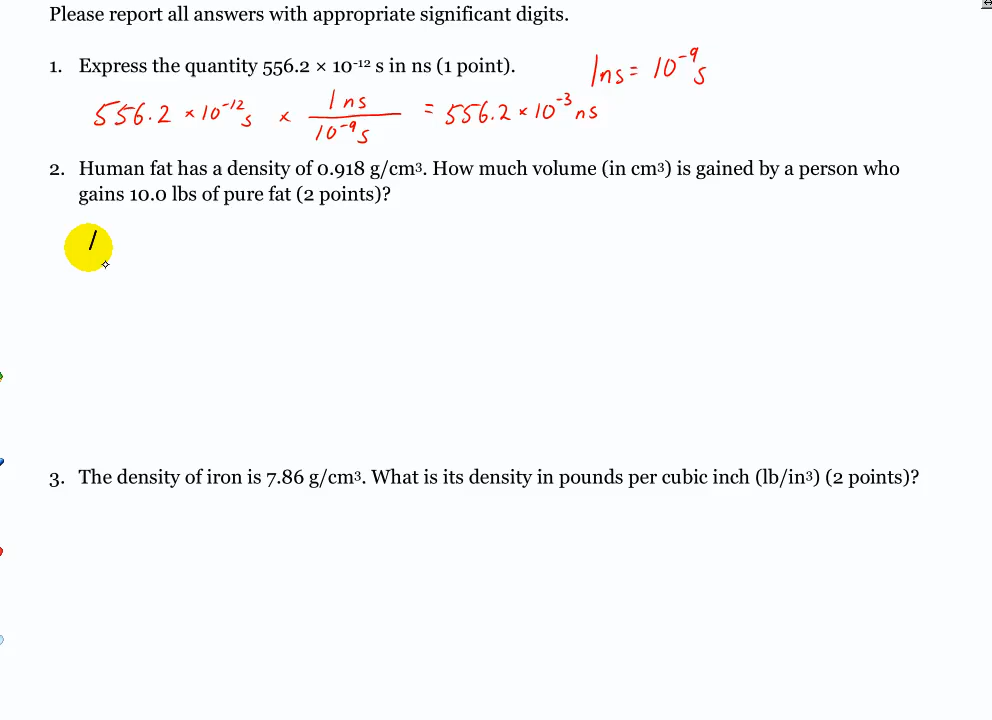 Please report all answers with appropriate significant digits.
1. Express the quantity 556.2 × 10⁻¹² s in ns (1 point).
1ns = 10⁻⁹ s
556.2 × 10⁻¹² s × 1 ns / 10⁻⁹ s = 556.2 × 10⁻³ ns
2. Human fat has a density of 0.918 g/cm³. How much volume (in cm³) is gained by a person who
gains 10.0 lbs of pure fat (2 points)?
3. The density of iron is 7.86 g/cm³. What is its density in pounds per cubic inch (lb/in³) (2 points)?